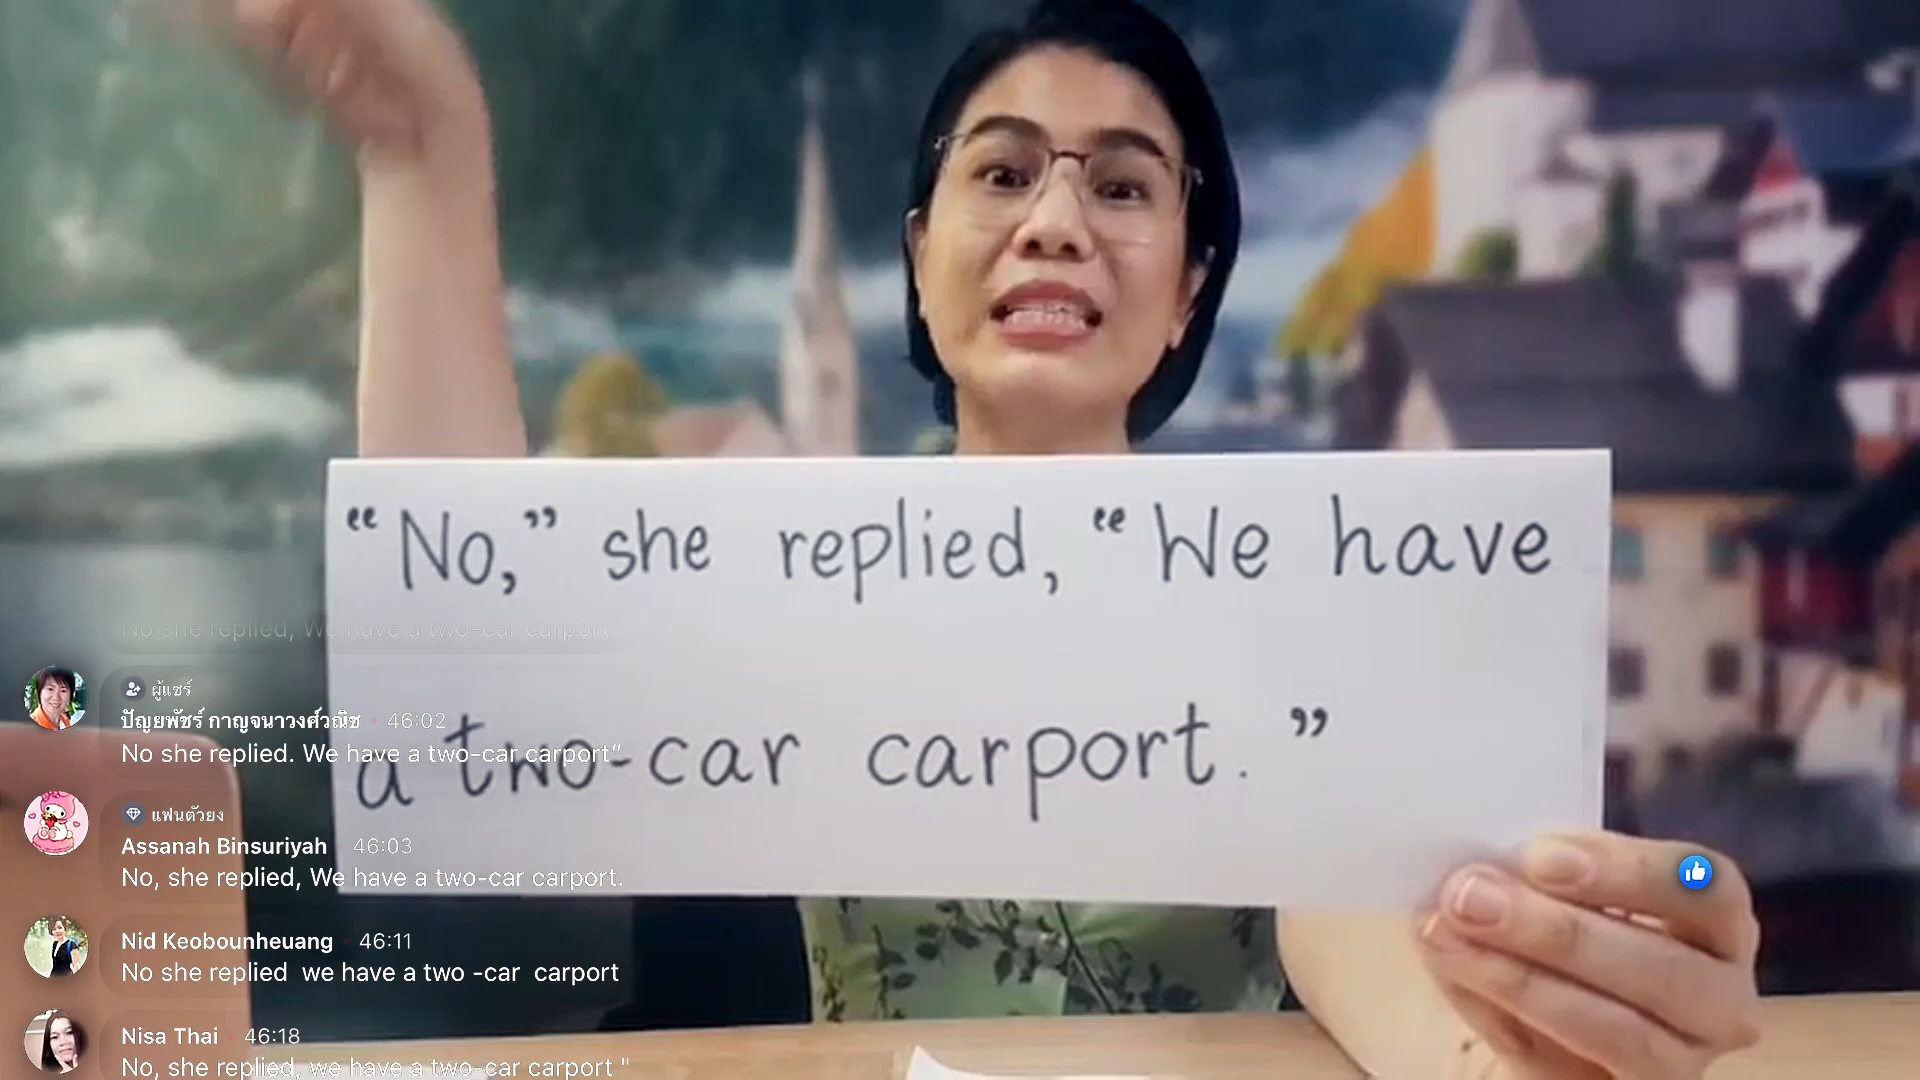 “No,” she replied, “We have
a two-car carport.”
No she replied, We have a two-car carport
ผู้แชร์
ปัญยพัชร์ กาญจนาวงศ์วณิช · 46:02
No she replied. We have a two-car carport”
แฟนตัวยง
Assanah Binsuriyah · 46:03
No, she replied, We have a two-car carport.
Nid Keobounheuang · 46:11
No she replied  we have a two -car  carport
Nisa Thai · 46:18
No, she replied, we have a two-car carport "